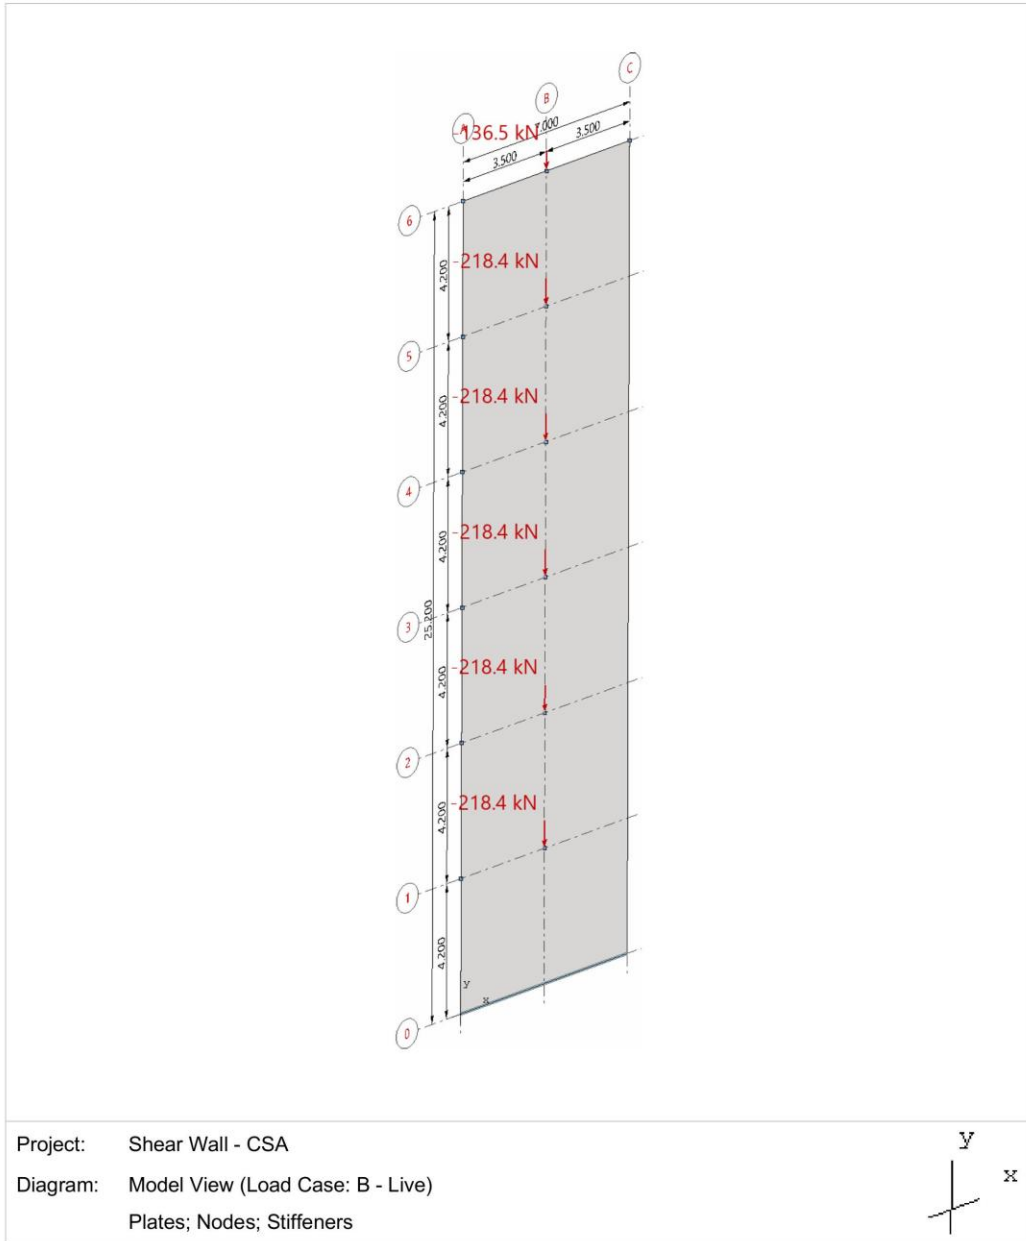 C
B
A
7.000
-136.5 kN
3.500
3.500
6
-218.4 kN
4.200
5
-218.4 kN
4.200
4
-218.4 kN
4.200
3
25.200
-218.4 kN
4.200
2
-218.4 kN
4.200
1
4.200
y
x
0
Project: Shear Wall - CSA
Diagram: Model View (Load Case: B - Live)
Plates; Nodes; Stiffeners
y
x